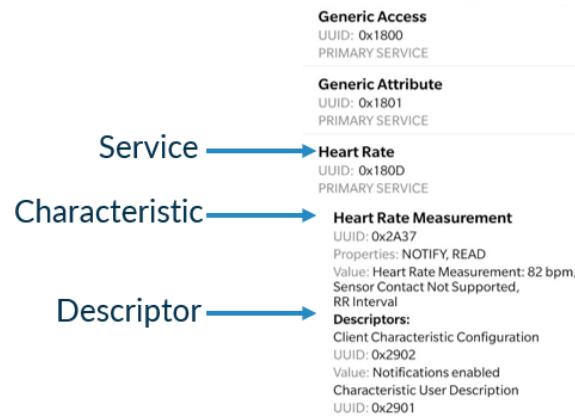 Generic Access
UUID: 0x1800
PRIMARY SERVICE
Generic Attribute
UUID: 0x1801
PRIMARY SERVICE
Service
Heart Rate
UUID: 0x180D
PRIMARY SERVICE
Characteristic
Heart Rate Measurement
UUID: 0x2A37
Properties: NOTIFY, READ
Value: Heart Rate Measurement: 82 bpm,
Sensor Contact Not Supported,
RR Interval
Descriptor
Descriptors:
Client Characteristic Configuration
UUID: 0x2902
Value: Notifications enabled
Characteristic User Description
UUID: 0x2901